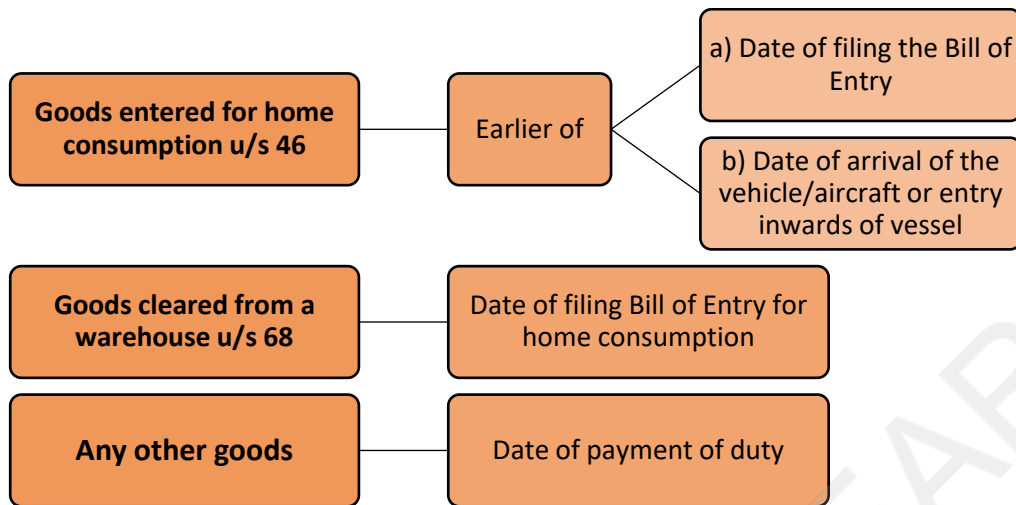 Goods entered for home
consumption u/s 46
Earlier of
a) Date of filing the Bill of
Entry
b) Date of arrival of the
vehicle/aircraft or entry
inwards of vessel
Goods cleared from a
warehouse u/s 68
Date of filing Bill of Entry for
home consumption
Any other goods
Date of payment of duty